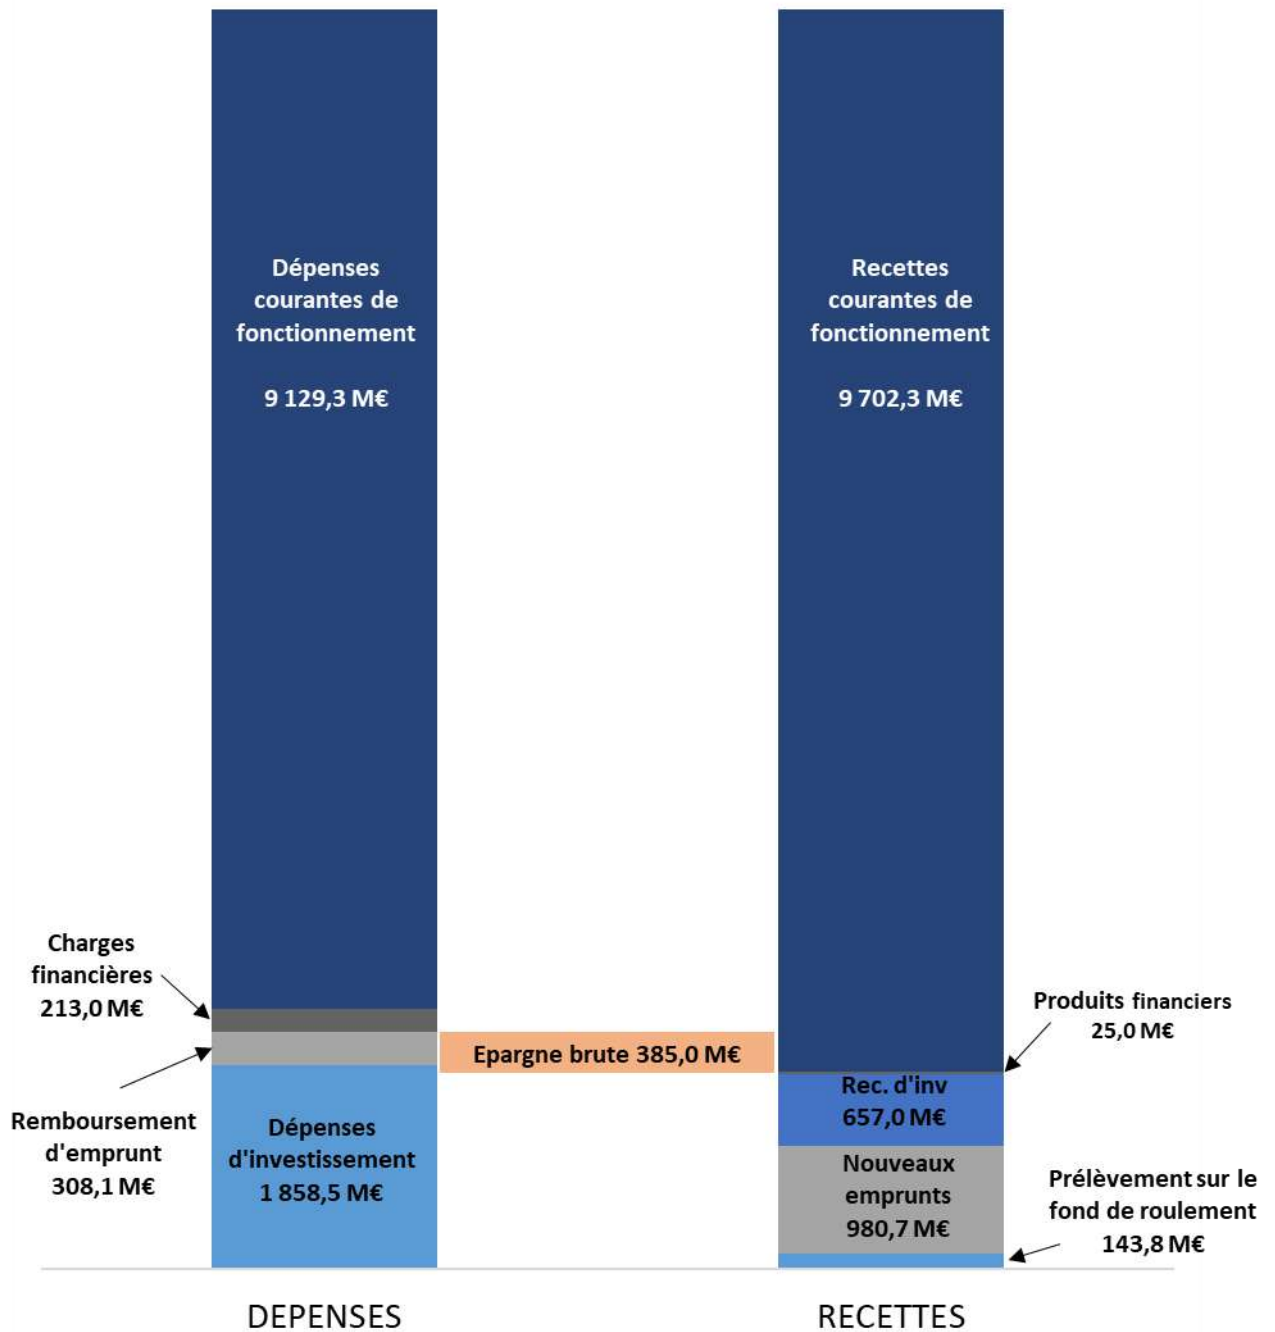 Dépenses
courantes de
fonctionnement
9 129,3 M€
Recettes
courantes de
fonctionnement
9 702,3 M€
Charges
financières
213,0 M€
Produits financiers
25,0 M€
Epargne brute 385,0 M€
Rec. d'inv
657,0 M€
Remboursement
d'emprunt
308,1 M€
Dépenses
d'investissement
1 858,5 M€
Nouveaux
emprunts
980,7 M€
Prélèvement sur le
fond de roulement
143,8 M€
DEPENSES
RECETTES